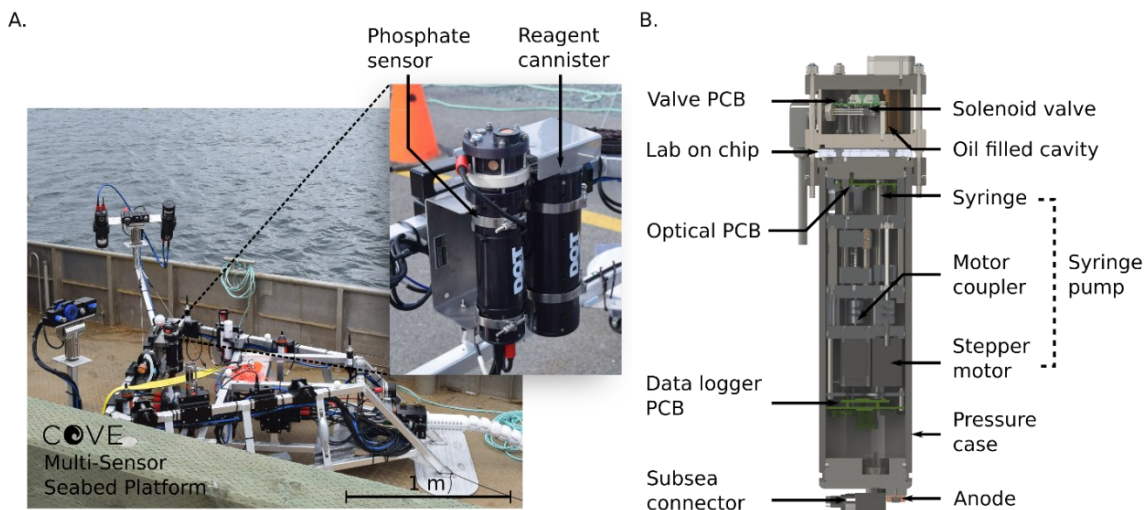 A.
Phosphate
sensor
Reagent
cannister
DOT
DOT
COVE
Multi-Sensor
Seabed Platform
1 m
B.
Valve PCB
Solenoid valve
Lab on chip
Oil filled cavity
Syringe
Optical PCB
Motor
coupler
Syringe
pump
Stepper
motor
Data logger
PCB
Pressure
case
Subsea
connector
Anode